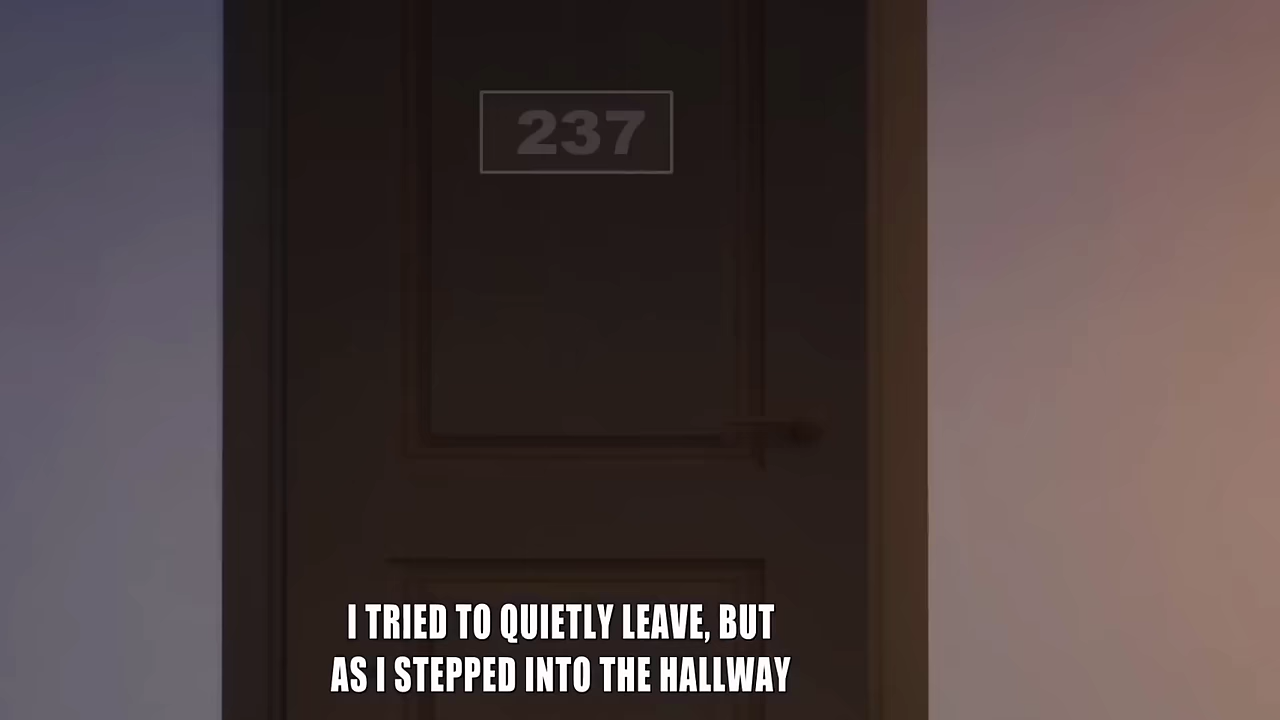 237
I TRIED TO QUIETLY LEAVE, BUT
AS I STEPPED INTO THE HALLWAY